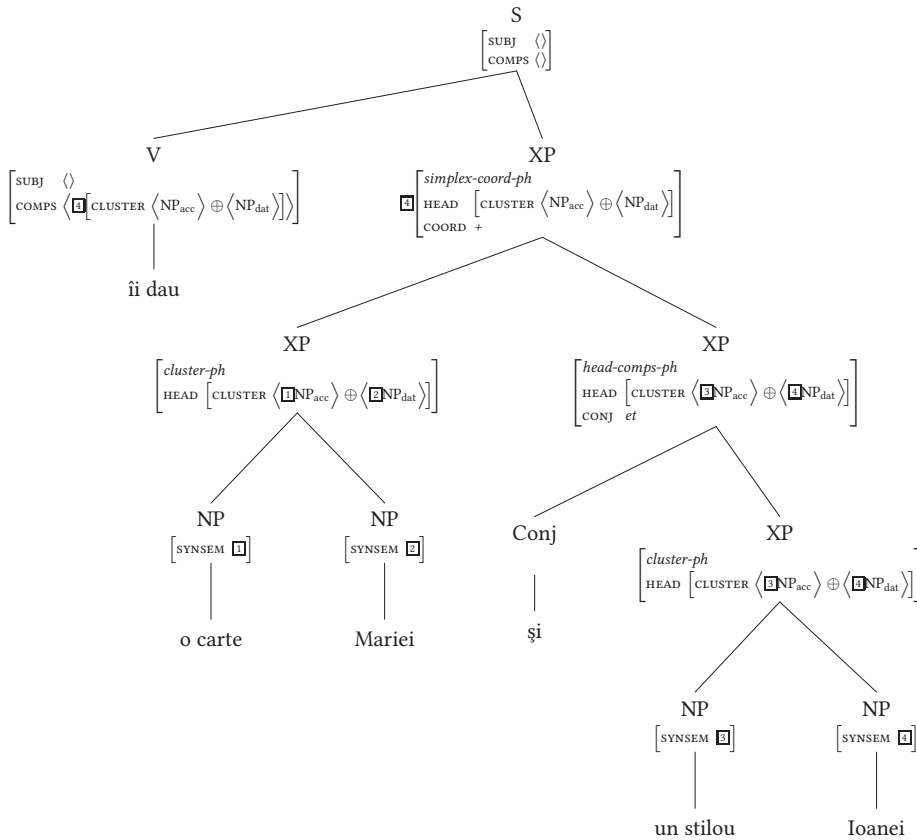 S
[SUBJ ⟨⟩
COMPS ⟨⟩]
V
[SUBJ ⟨⟩
COMPS ⟨[4][CLUSTER ⟨NPacc⟩ ⊕ ⟨NPdat⟩]⟩]
îi dau
XP
[4][simplex-coord-ph
HEAD [CLUSTER ⟨NPacc⟩ ⊕ ⟨NPdat⟩]
COORD +]
XP
[cluster-ph
HEAD [CLUSTER ⟨[1]NPacc⟩ ⊕ ⟨[2]NPdat⟩]]
XP
[head-comps-ph
HEAD [CLUSTER ⟨[3]NPacc⟩ ⊕ ⟨[4]NPdat⟩]
CONJ et]
NP
[SYNSEM [1]]
o carte
NP
[SYNSEM [2]]
Mariei
Conj
şi
XP
[cluster-ph
HEAD [CLUSTER ⟨[3]NPacc⟩ ⊕ ⟨[4]NPdat⟩]]
NP
[SYNSEM [3]]
un stilou
NP
[SYNSEM [4]]
Ioanei